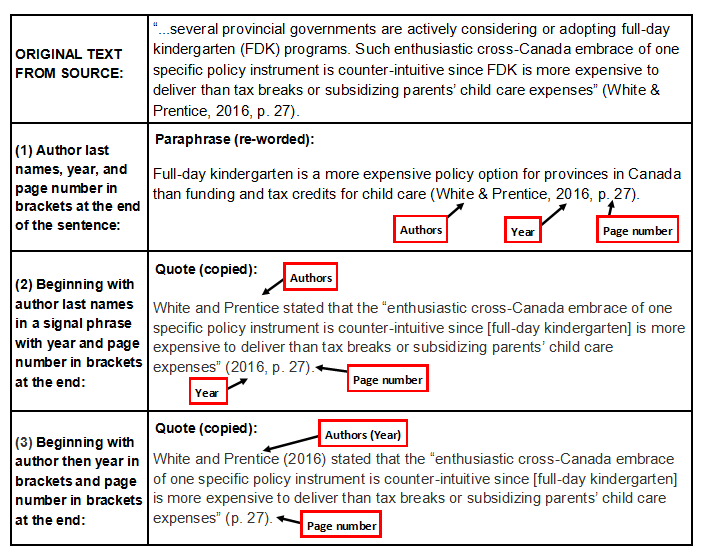 ORIGINAL TEXT
FROM SOURCE:
“...several provincial governments are actively considering or adopting full-day
kindergarten (FDK) programs. Such enthusiastic cross-Canada embrace of one
specific policy instrument is counter-intuitive since FDK is more expensive to
deliver than tax breaks or subsidizing parents’ child care expenses” (White &
Prentice, 2016, p. 27).
(1) Author last
names, year, and
page number in
brackets at the end
of the sentence:
Paraphrase (re-worded):
Full-day kindergarten is a more expensive policy option for provinces in Canada
than funding and tax credits for child care (White & Prentice, 2016, p. 27).
Authors
Year
Page number
(2) Beginning with
author last names
in a signal phrase
with year and page
number in brackets
at the end:
Quote (copied):
Authors
White and Prentice stated that the “enthusiastic cross-Canada embrace of one
specific policy instrument is counter-intuitive since [full-day kindergarten] is more
expensive to deliver than tax breaks or subsidizing parents’ child care
expenses” (2016, p. 27).
Page number
Year
(3) Beginning with
author then year in
brackets and page
number in brackets
at the end:
Quote (copied):
Authors (Year)
White and Prentice (2016) stated that the “enthusiastic cross-Canada embrace
of one specific policy instrument is counter-intuitive since [full-day kindergarten]
is more expensive to deliver than tax breaks or subsidizing parents’ child care
expenses” (p. 27).
Page number